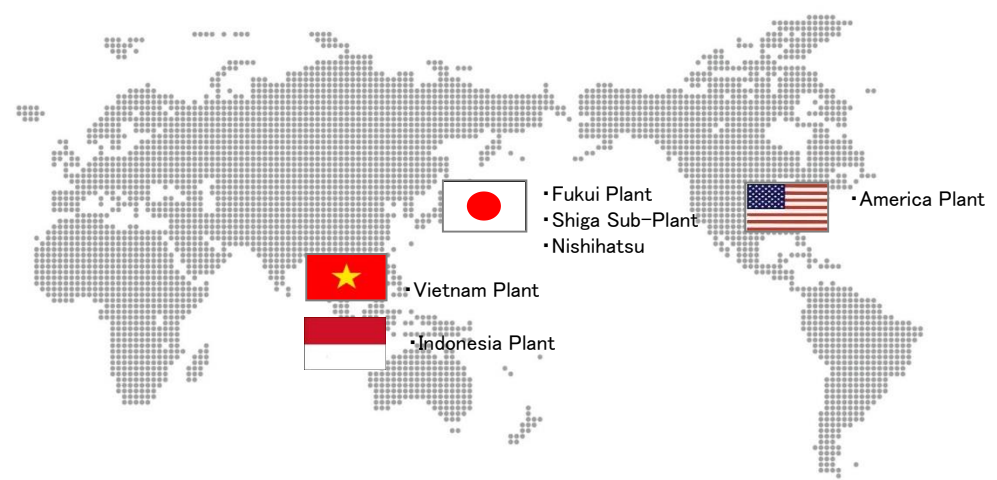 ・Fukui Plant
・Shiga Sub-Plant
・Nishihatsu
・America Plant
・Vietnam Plant
・Indonesia Plant